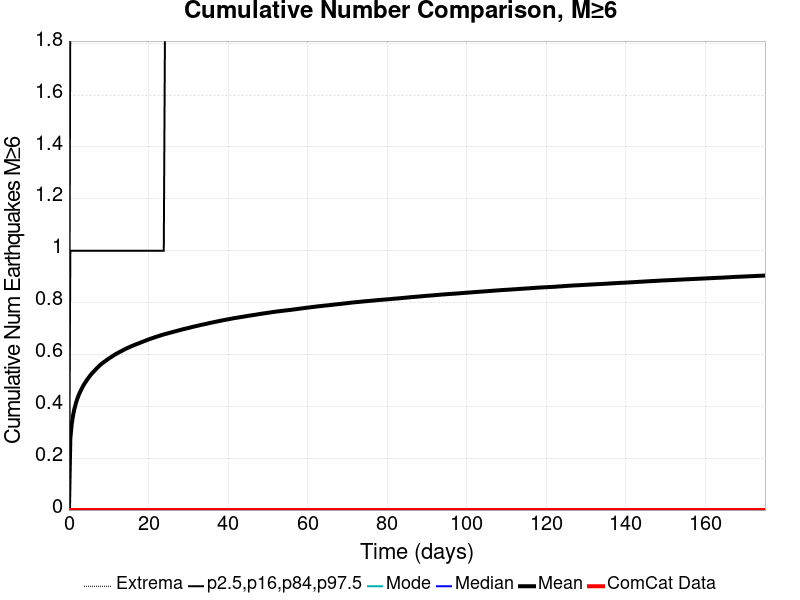 Cumulative Number Comparison, M≥6
Cumulative Num Earthquakes M≥6
1.8
1.6
1.4
1.2
1
0.8
0.6
0.4
0.2
0
0 20 40 60 80 100 120 140 160
Time (days)
Extrema p2.5,p16,p84,p97.5 Mode Median Mean ComCat Data